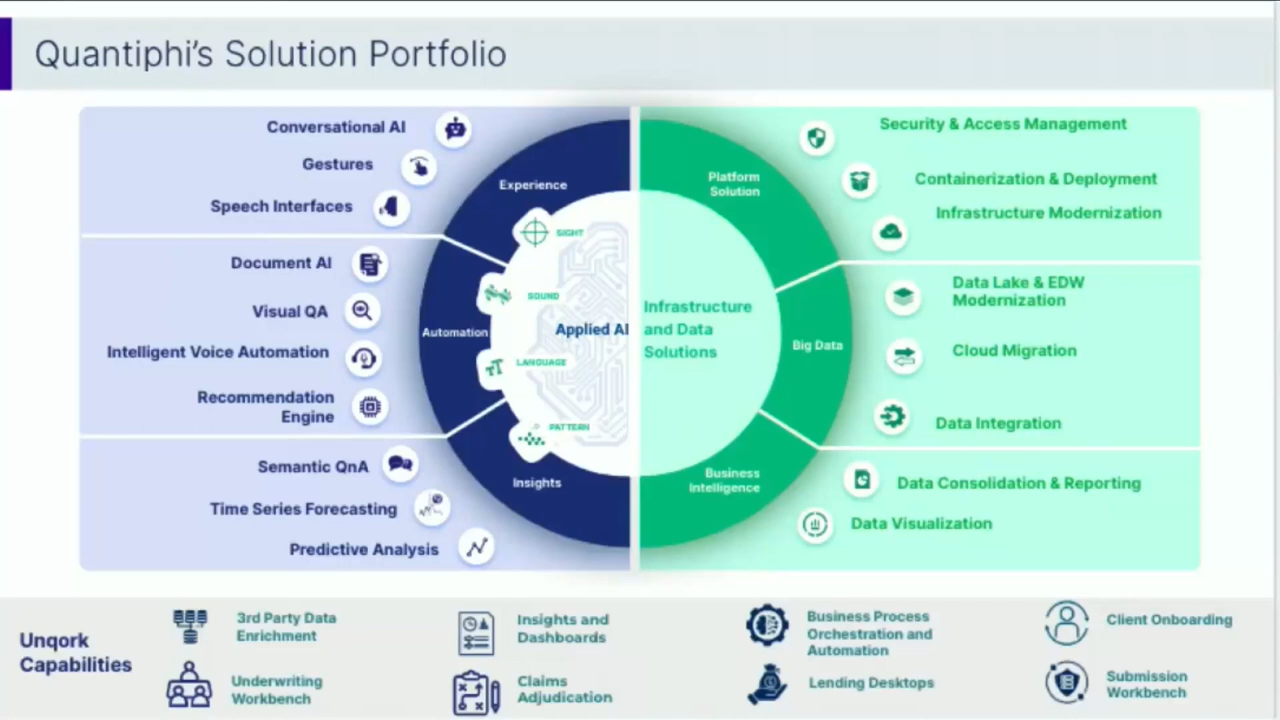 Quantiphi's Solution Portfolio
Conversational AI
Gestures
Speech Interfaces
Document AI
Visual QA
Intelligent Voice Automation
Recommendation
Engine
Semantic QnA
Time Series Forecasting
Predictive Analysis
Experience
Automation
Insights
SIGHT
SOUND
LANGUAGE
PATTERN
Applied AI
Infrastructure
and Data
Solutions
Platform
Solution
Big Data
Business
Intelligence
Security & Access Management
Containerization & Deployment
Infrastructure Modernization
Data Lake & EDW
Modernization
Cloud Migration
Data Integration
Data Consolidation & Reporting
Data Visualization
Unqork
Capabilities
3rd Party Data
Enrichment
Underwriting
Workbench
Insights and
Dashboards
Claims
Adjudication
Business Process
Orchestration and
Automation
Lending Desktops
Client Onboarding
Submission
Workbench